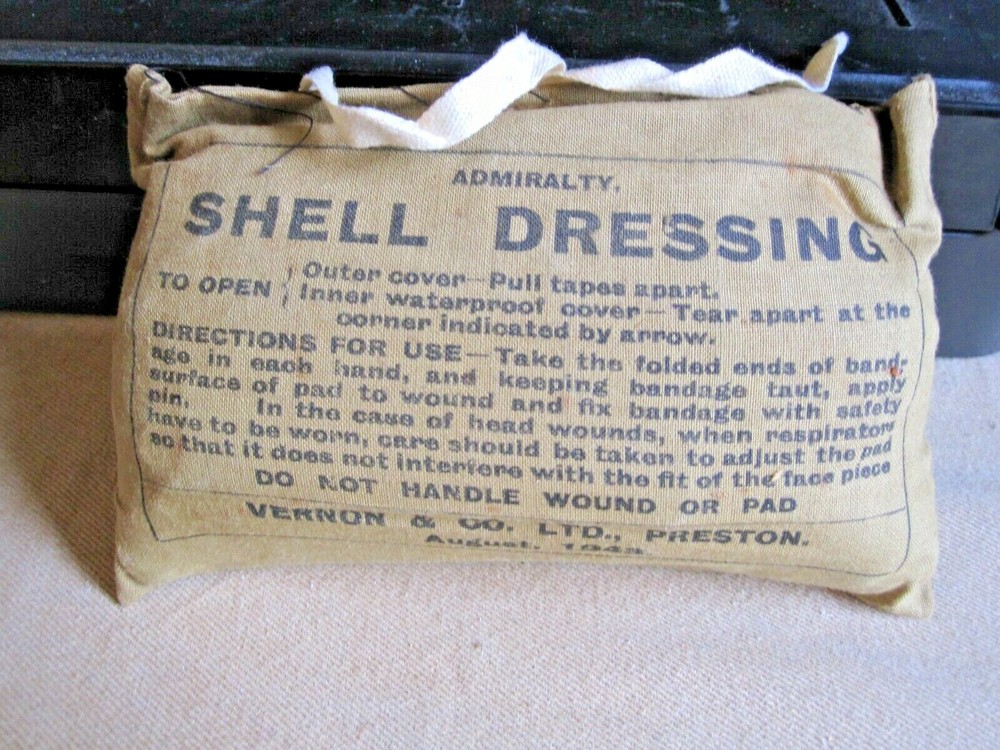 ADMIRALTY.
SHELL DRESSING
TO OPEN { Outer cover—Pull tapes apart.
Inner waterproof cover—Tear apart at the
corner indicated by arrow.
DIRECTIONS FOR USE—Take the folded ends of band-
age in each hand, and keeping bandage taut, apply
surface of pad to wound and fix bandage with safety
pin. In the case of head wounds, when respirators
have to be worn, care should be taken to adjust the pad
so that it does not interfere with the fit of the face piece
DO NOT HANDLE WOUND OR PAD
VERNON & CO. LTD., PRESTON.
August,